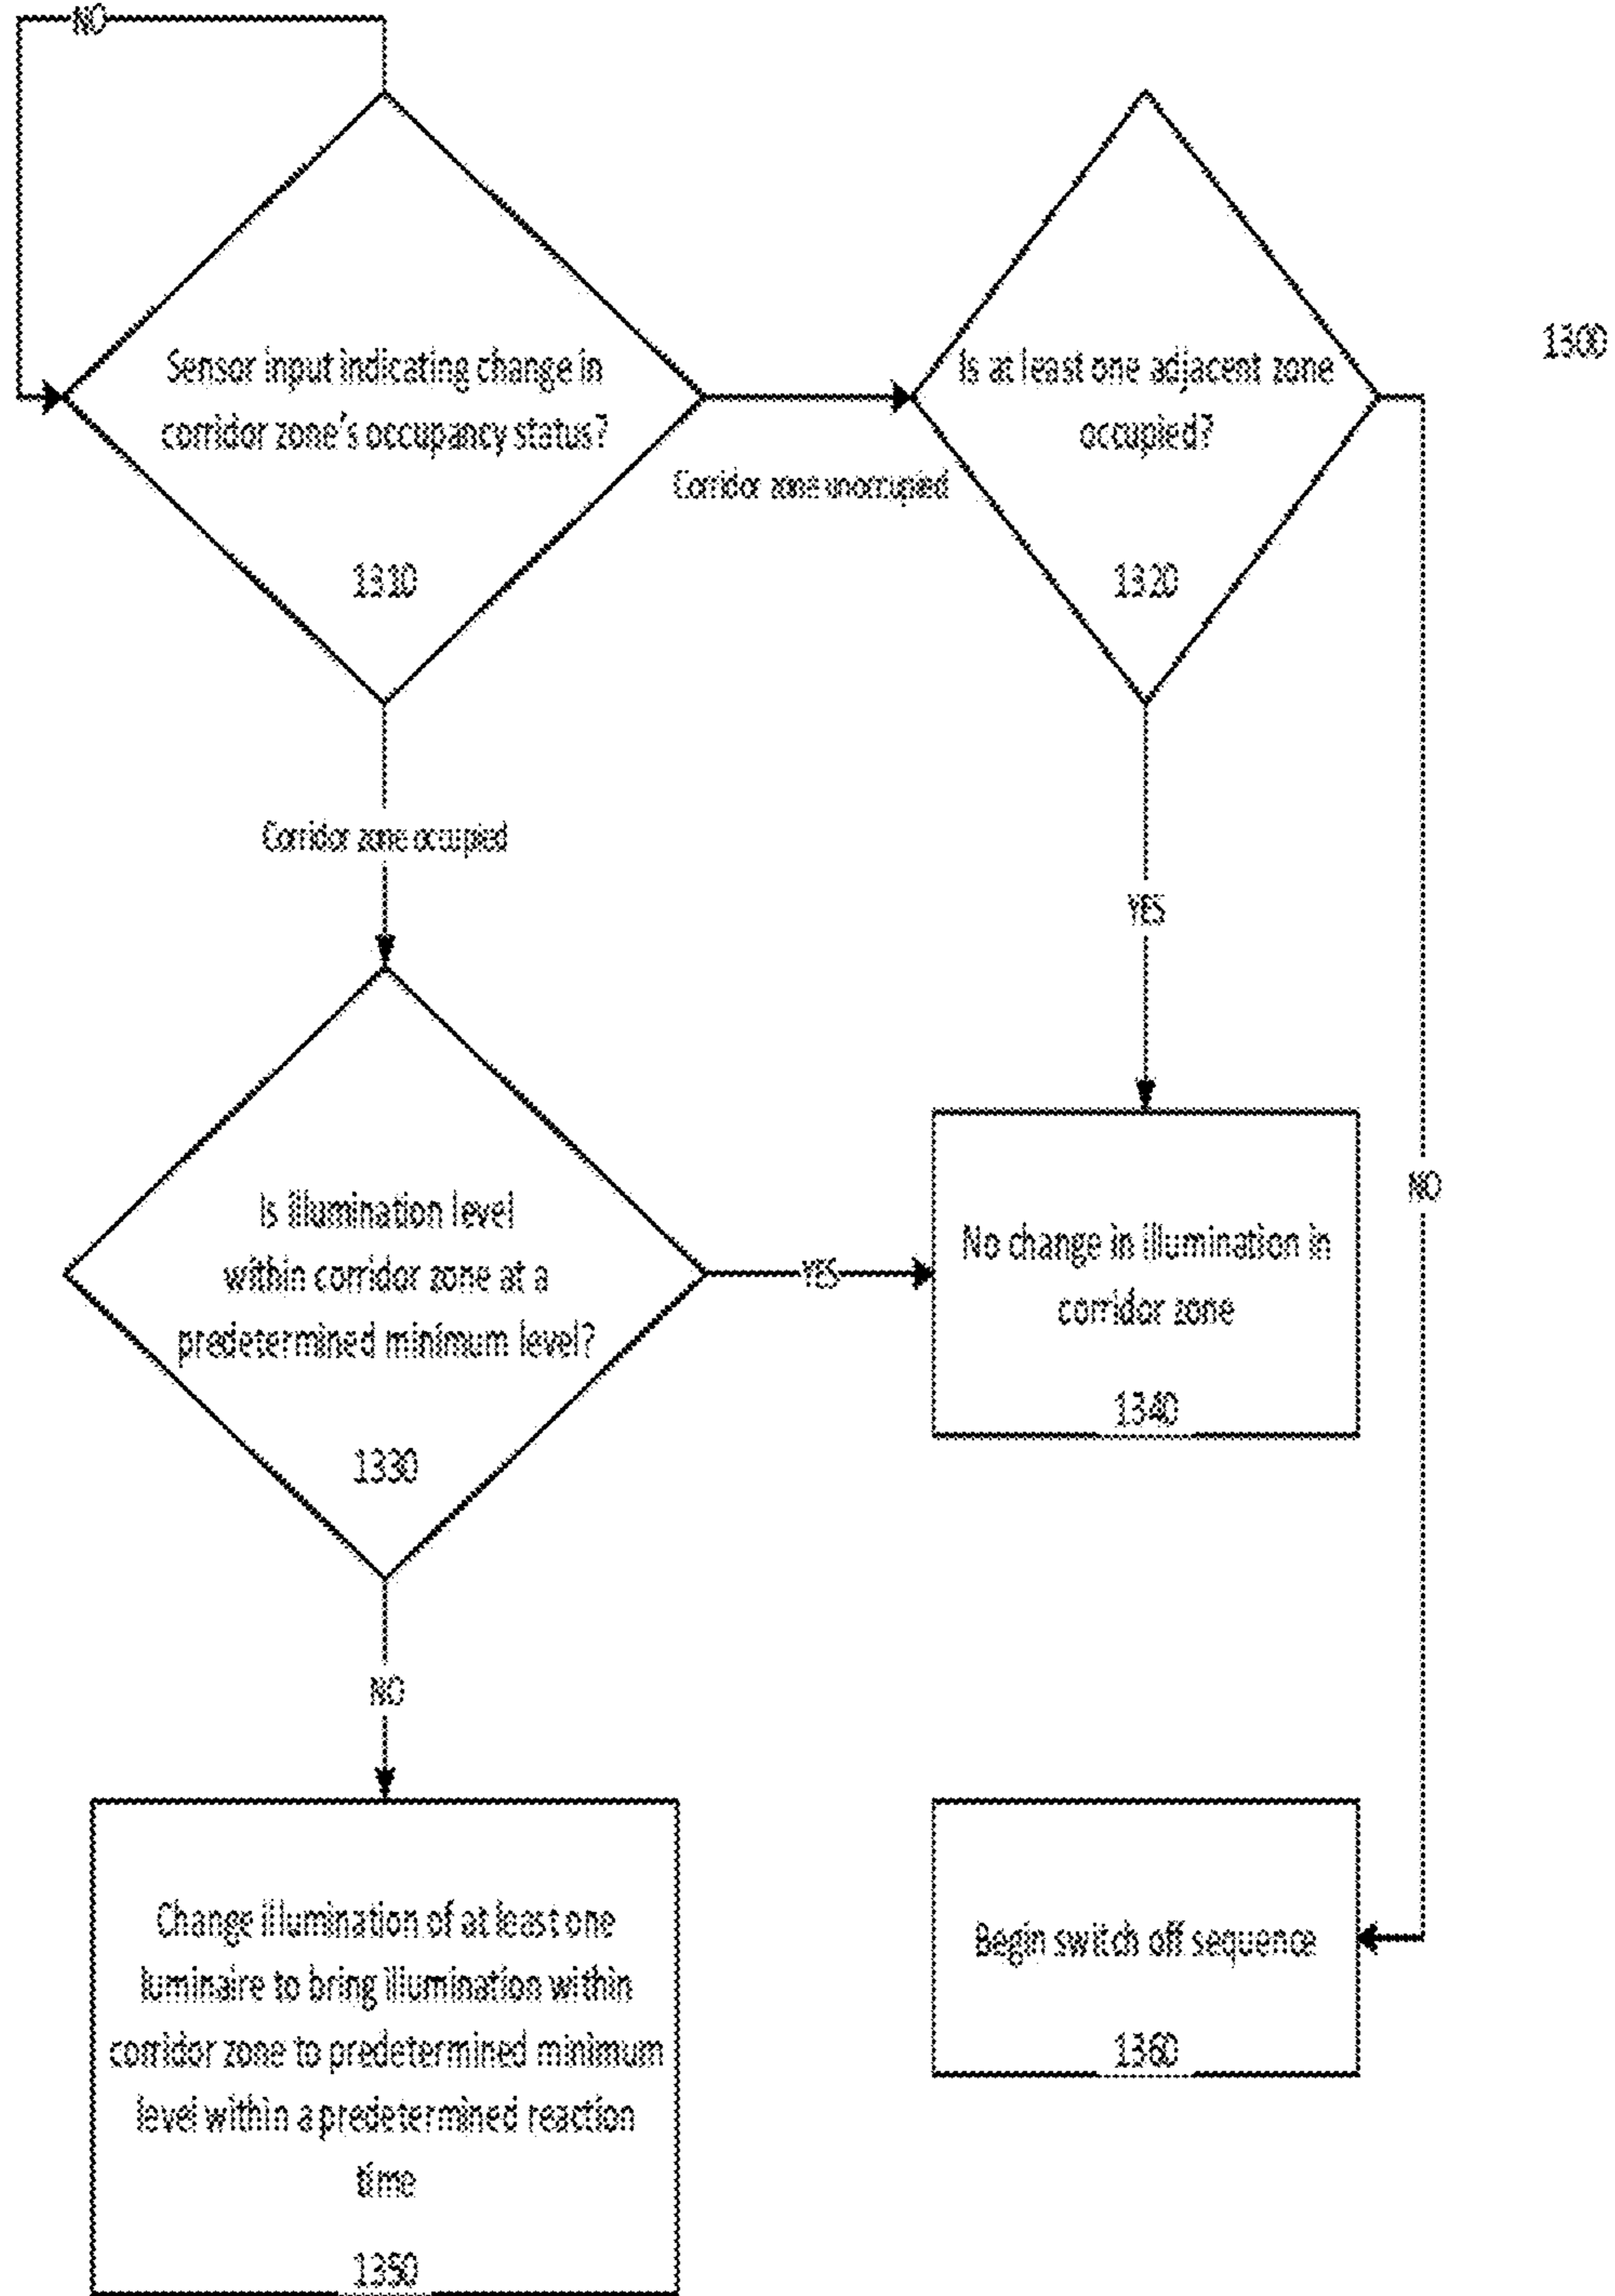 NO
Sensor input indicating change in
corridor zone's occupancy status?
1310
Corridor zone unoccupied
Is at least one adjacent zone
occupied?
1320
1300
Corridor zone occupied
YES
Is illumination level
within corridor zone at a
predetermined minimum level?
1330
YES
No change in illumination in
corridor zone
1340
NO
NO
Change illumination of at least one
luminaire to bring illumination within
corridor zone to predetermined minimum
level within a predetermined reaction
time
1350
Begin switch off sequence
1360